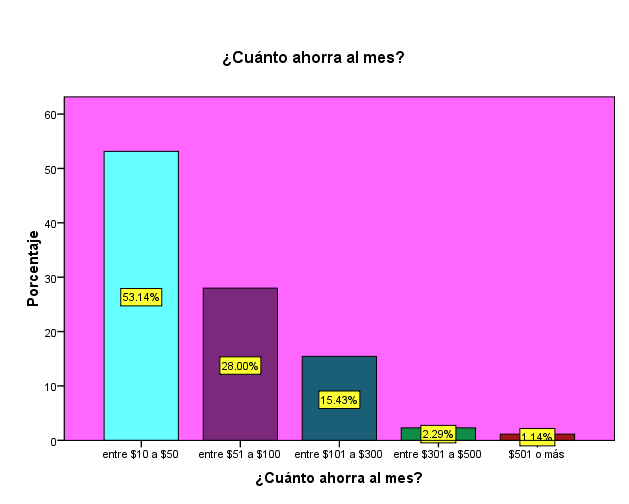 ¿Cuánto ahorra al mes?
Porcentaje
60
50
40
30
20
10
0
53.14%
28.00%
15.43%
2.29%
1.14%
entre $10 a $50
entre $51 a $100
entre $101 a $300
entre $301 a $500
$501 o más
¿Cuánto ahorra al mes?